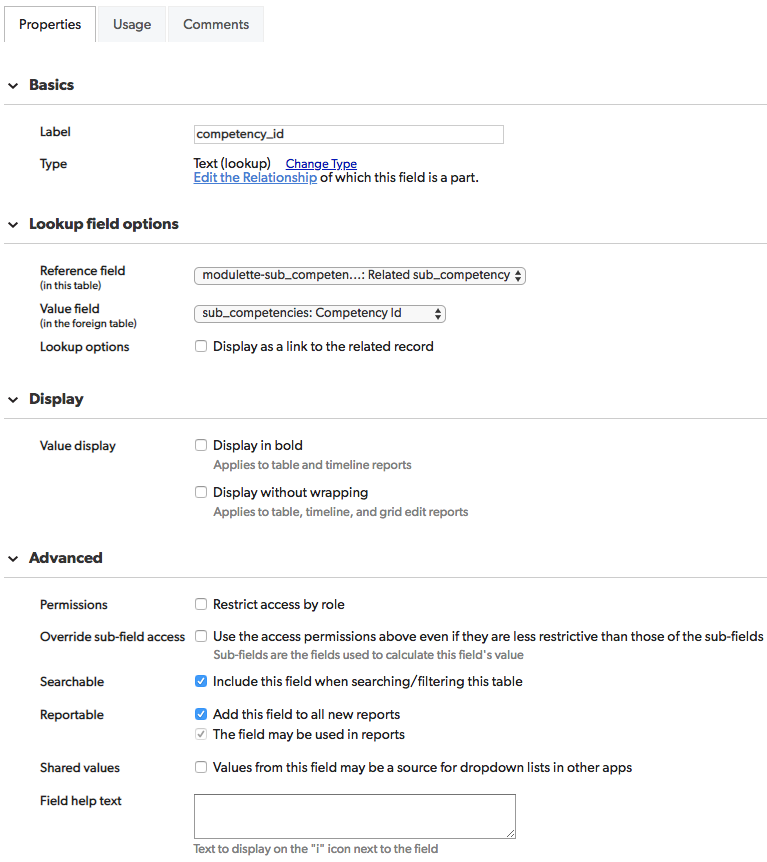 Properties Usage Comments
Basics
Label competency_id
Type Text (lookup) Change Type
Edit the Relationship of which this field is a part.
Lookup field options
Reference field modulette-sub_competen...: Related sub_competency
(in this table)
Value field sub_competencies: Competency Id
(in the foreign table)
Lookup options Display as a link to the related record
Display
Value display Display in bold
Applies to table and timeline reports
Display without wrapping
Applies to table, timeline, and grid edit reports
Advanced
Permissions Restrict access by role
Override sub-field access Use the access permissions above even if they are less restrictive than those of the sub-fields
Sub-fields are the fields used to calculate this field's value
Searchable Include this field when searching/filtering this table
Reportable Add this field to all new reports
The field may be used in reports
Shared values Values from this field may be a source for dropdown lists in other apps
Field help text
Text to display on the "i" icon next to the field